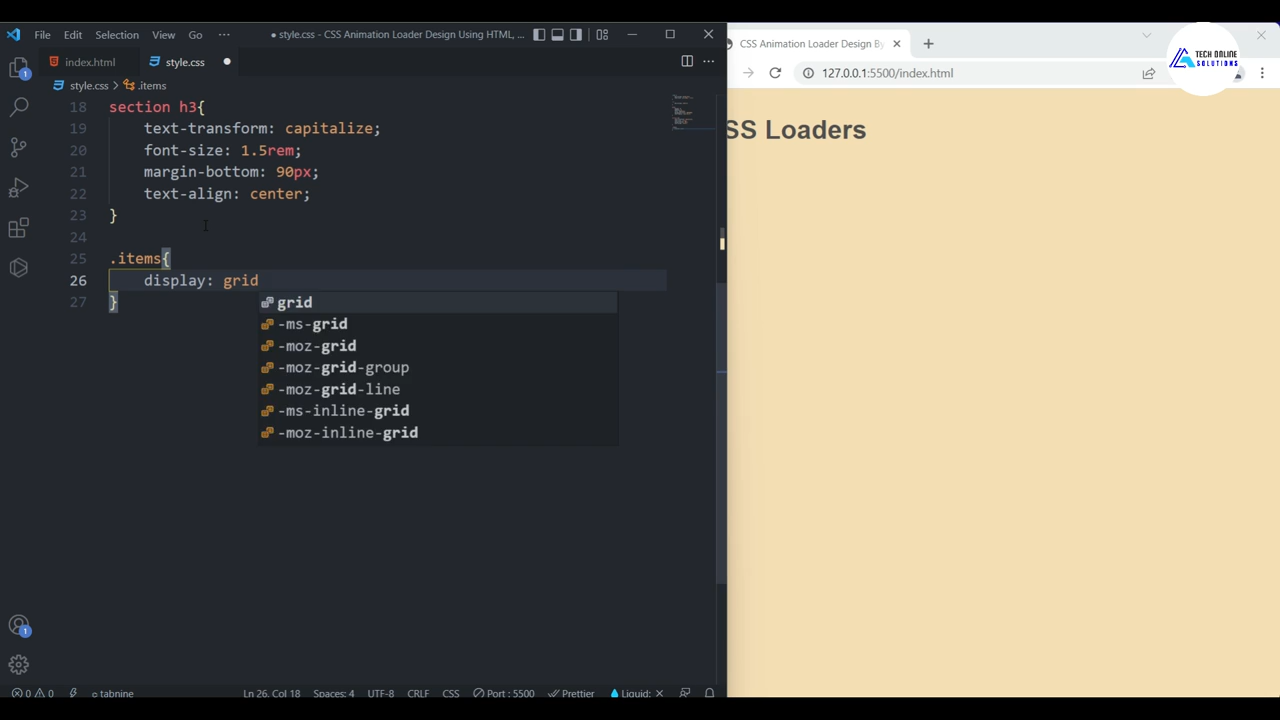 File Edit Selection View Go ··· ● style.css - CSS Animation Loader Design Using HTML, ...
index.html style.css ●
style.css > .items
18 section h3{
19 text-transform: capitalize;
20 font-size: 1.5rem;
21 margin-bottom: 90px;
22 text-align: center;
23 }
24
25 .items{
26 display: grid
27 }
grid
-ms-grid
-moz-grid
-moz-grid-group
-moz-grid-line
-ms-inline-grid
-moz-inline-grid
1
1
0 0 tabnine Ln 26, Col 18 Spaces: 4 UTF-8 CRLF CSS Port : 5500 Prettier Liquid:
CSS Animation Loader Design By
127.0.0.1:5500/index.html
TECH ONLINE
SOLUTIONS
SS Loaders